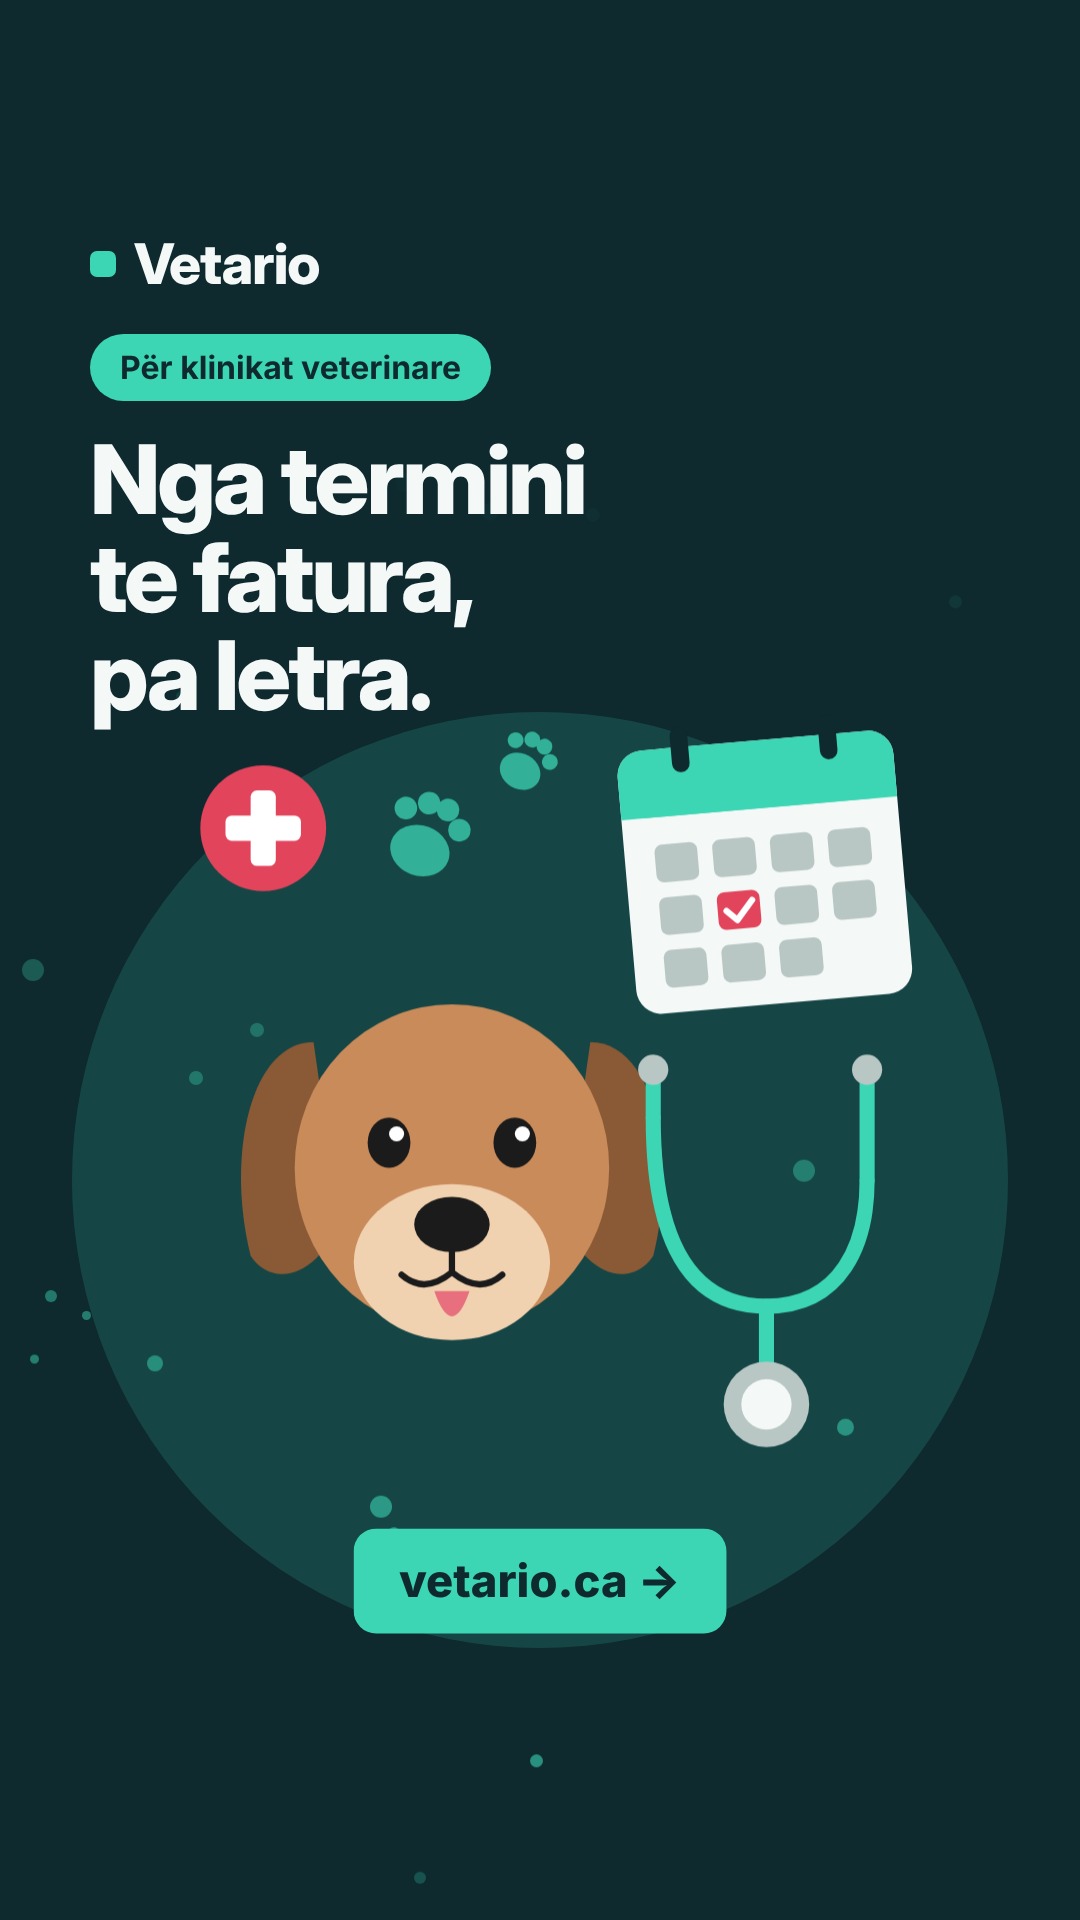 Vetario
Për klinikat veterinare
Nga termini
te fatura,
pa letra.
vetario.ca →